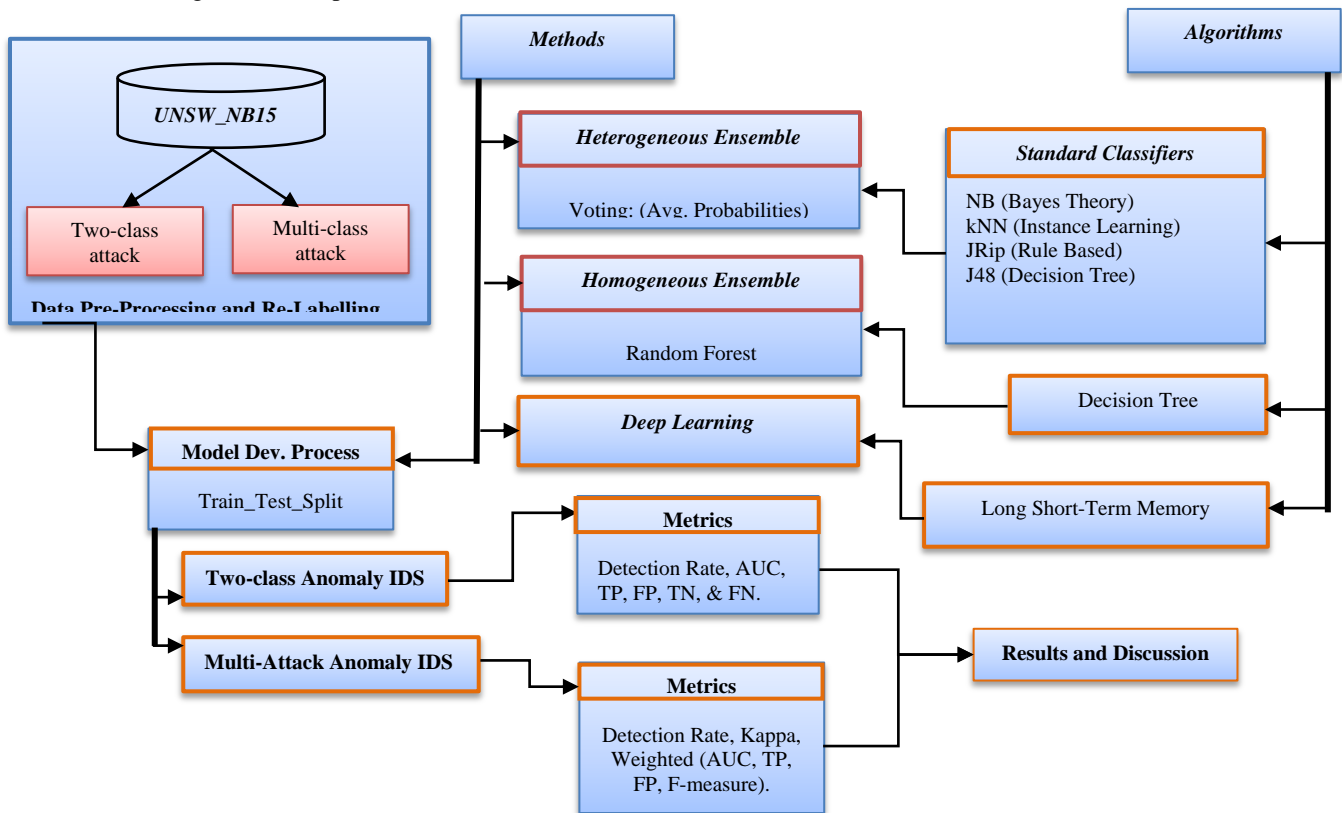 Methods
Algorithms
UNSW_NB15
Two-class
attack
Multi-class
attack
Data Pre-Processing and Re-Labelling
Heterogeneous Ensemble
Voting: (Avg. Probabilities)
Homogeneous Ensemble
Random Forest
Deep Learning
Standard Classifiers
NB (Bayes Theory)
kNN (Instance Learning)
JRip (Rule Based)
J48 (Decision Tree)
Decision Tree
Long Short-Term Memory
Model Dev. Process
Train_Test_Split
Two-class Anomaly IDS
Multi-Attack Anomaly IDS
Metrics
Detection Rate, AUC,
TP, FP, TN, & FN.
Metrics
Detection Rate, Kappa,
Weighted (AUC, TP,
FP, F-measure).
Results and Discussion